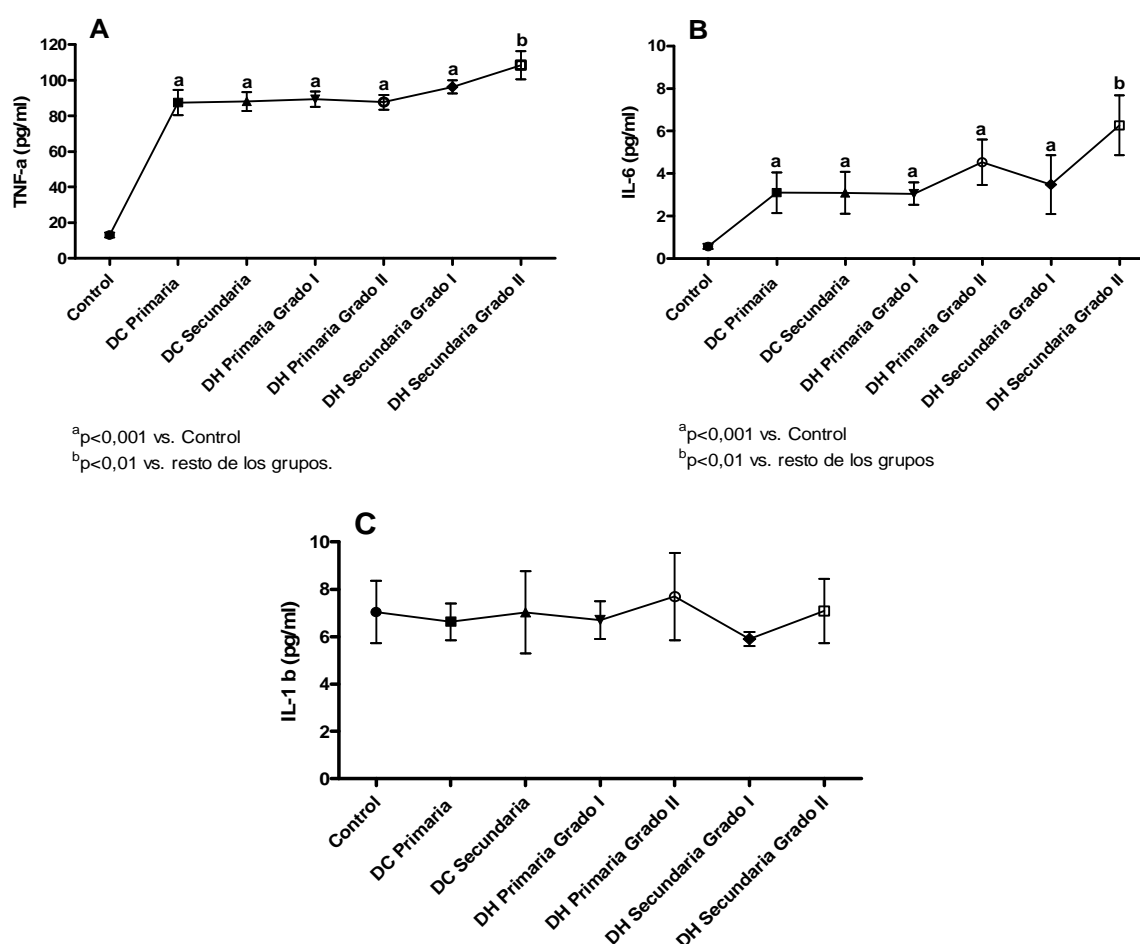 A
TNF-a (pg/ml)
120
100
80
60
40
20
0
a
a
a
a
a
b
Control
DC Primaria
DC Secundaria
DH Primaria Grado I
DH Primaria Grado II
DH Secundaria Grado I
DH Secundaria Grado II
ap<0,001 vs. Control
bp<0,01 vs. resto de los grupos.
B
IL-6 (pg/ml)
10
8
6
4
2
0
a
a
a
a
a
b
Control
DC Primaria
DC Secundaria
DH Primaria Grado I
DH Primaria Grado II
DH Secundaria Grado I
DH Secundaria Grado II
ap<0,001 vs. Control
bp<0,01 vs. resto de los grupos
C
IL-1 b (pg/ml)
10
8
6
4
2
0
Control
DC Primaria
DC Secundaria
DH Primaria Grado I
DH Primaria Grado II
DH Secundaria Grado I
DH Secundaria Grado II